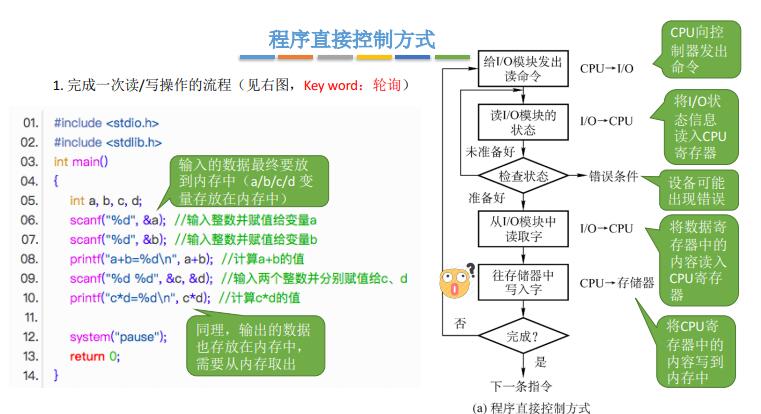 程序直接控制方式
1. 完成一次读/写操作的流程（见右图，Key word：轮询）
01. #include <stdio.h>
02. #include <stdlib.h>
03. int main()
04. {
05. int a, b, c, d;
06. scanf("%d", &a); //输入整数并赋值给变量a
07. scanf("%d", &b); //输入整数并赋值给变量b
08. printf("a+b=%d\n", a+b); //计算a+b的值
09. scanf("%d %d", &c, &d); //输入两个整数并分别赋值给c、d
10. printf("c*d=%d\n", c*d); //计算c*d的值
11.
12. system("pause");
13. return 0;
14. }
输入的数据最终要放
到内存中（a/b/c/d 变
量存放在内存中）
同理，输出的数据
也存放在内存中，
需要从内存取出
给I/O模块发出
读命令
CPU→I/O
CPU向控
制器发出
命令
读I/O模块的
状态
I/O→CPU
将I/O状
态信息
读入CPU
寄存器
未准备好
检查状态
错误条件
设备可能
出现错误
准备好
从I/O模块中
读取字
I/O→CPU
将数据寄
存器中的
内容读入
CPU寄存
器
往存储器中
写入字
CPU→存储器
将CPU寄
存器中的
内容写到
内存中
否
完成?
是
下一条指令
(a) 程序直接控制方式